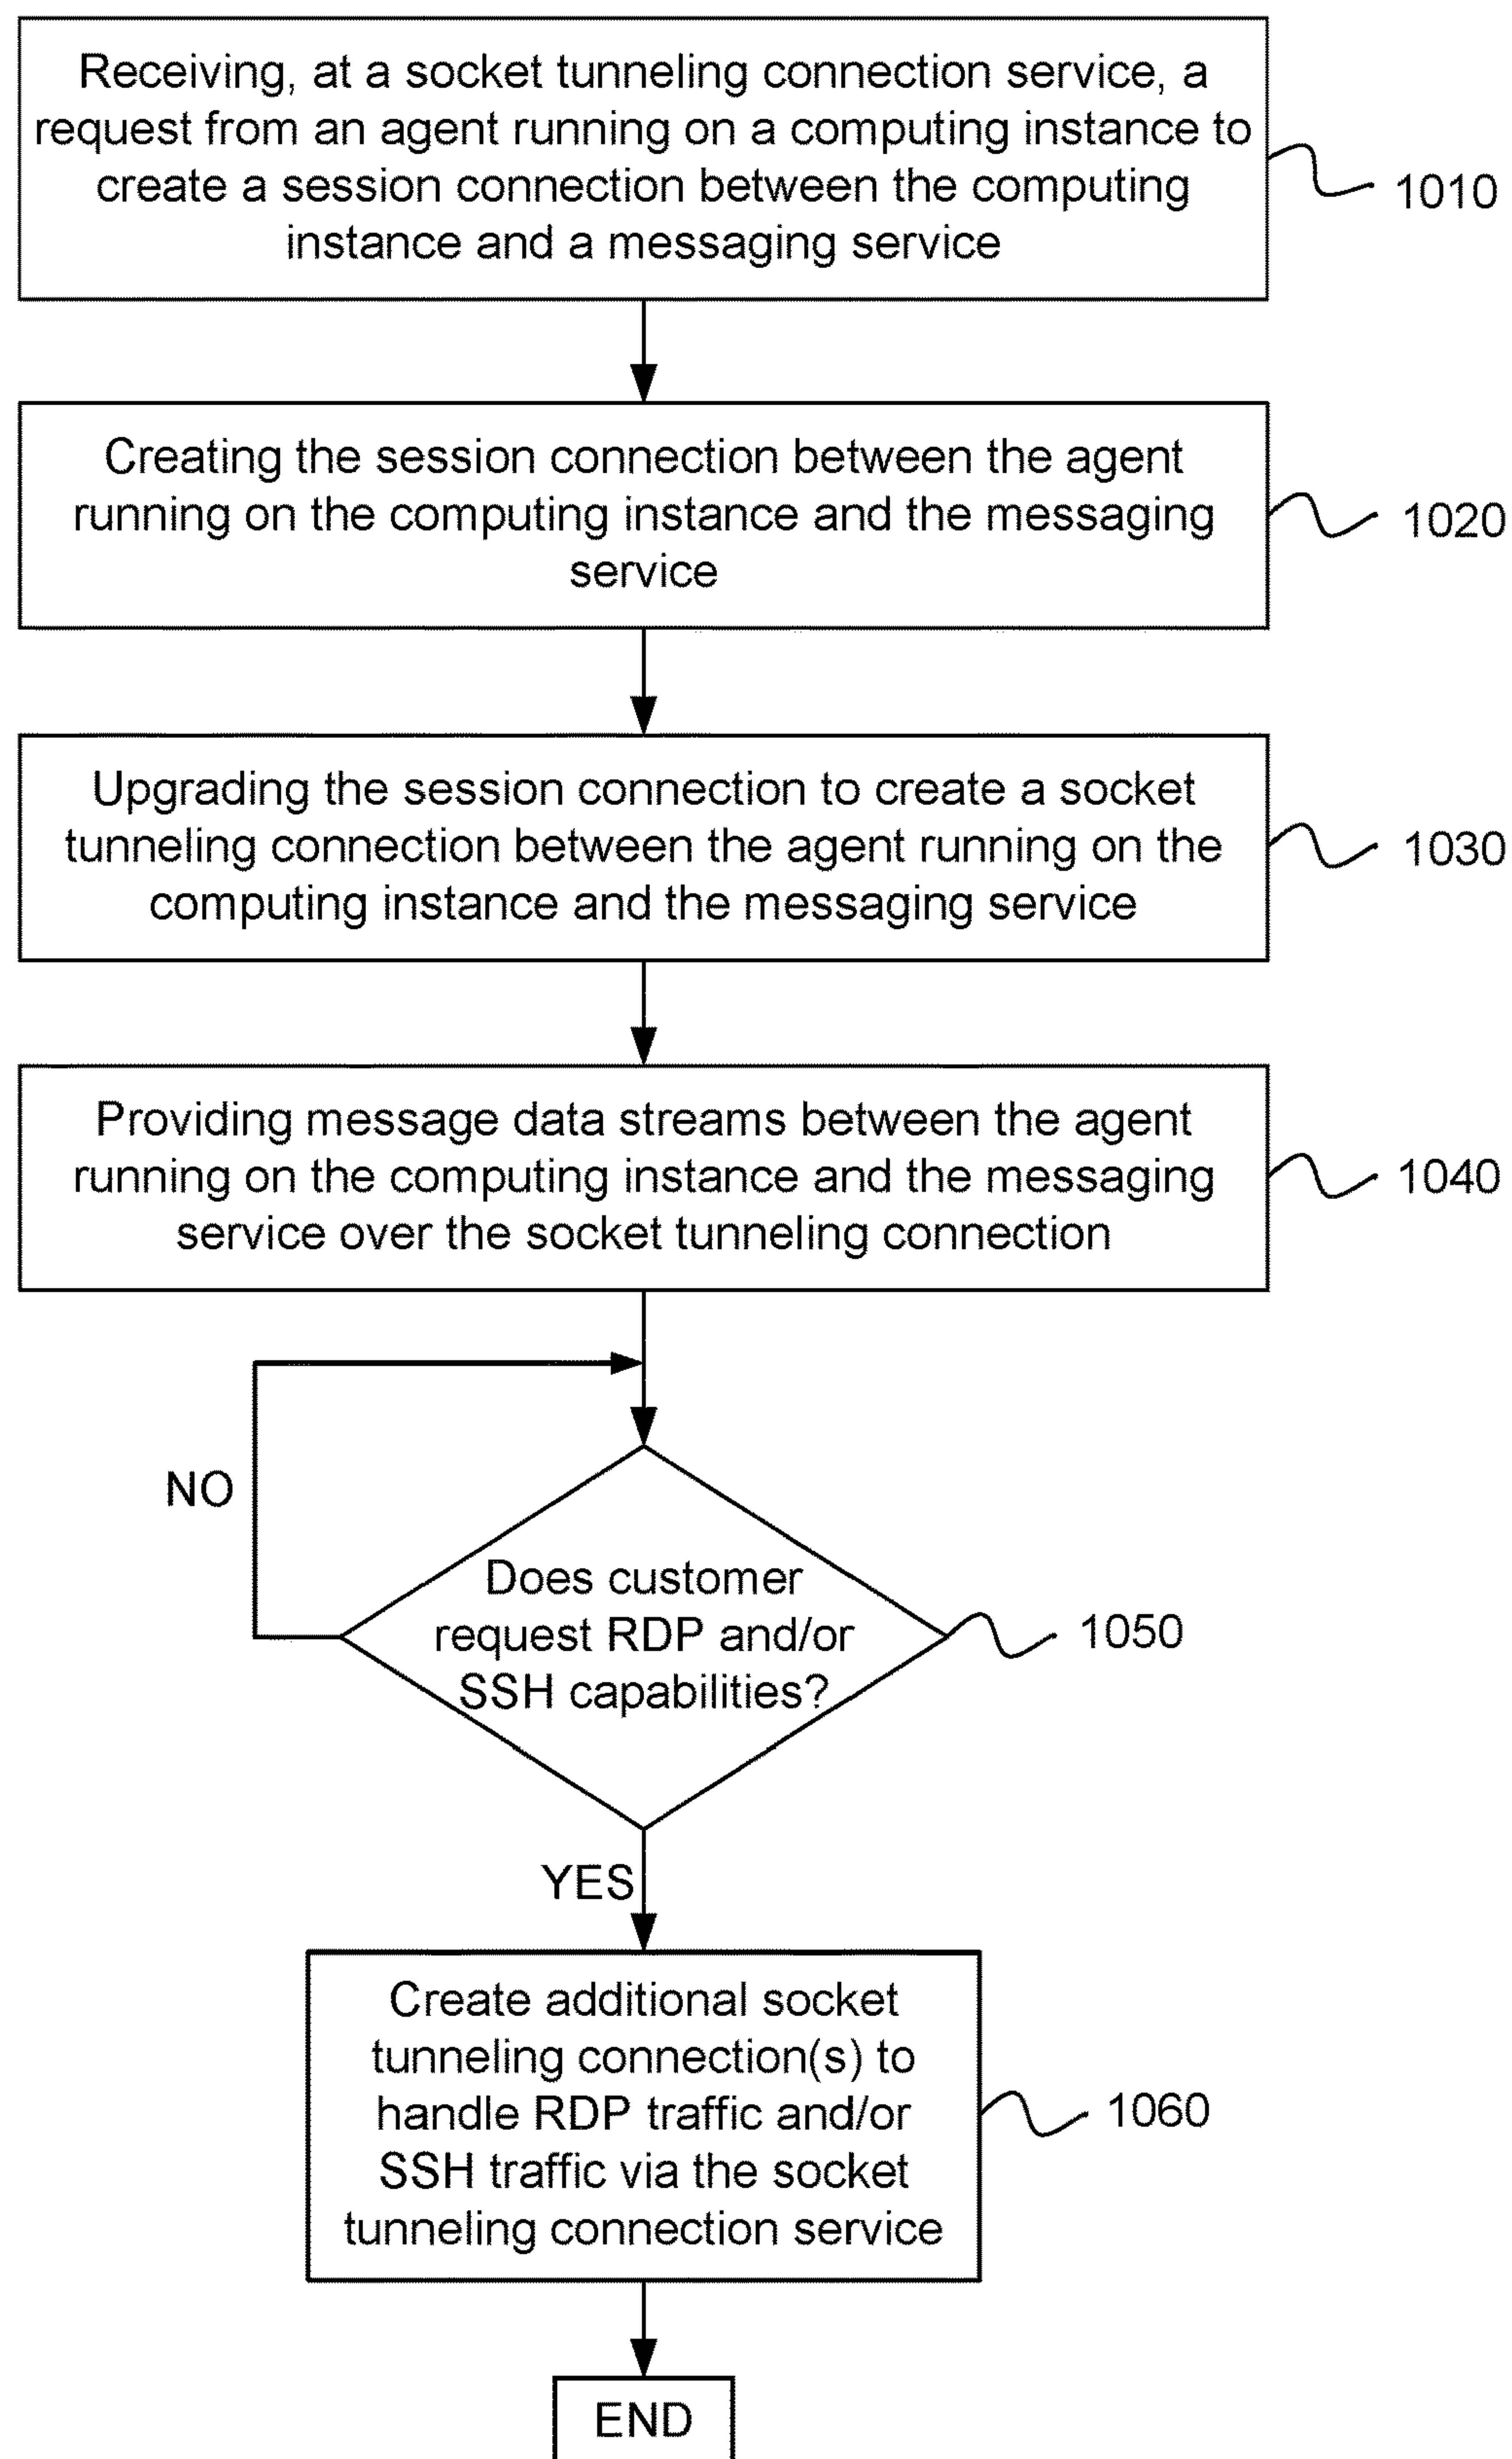 Receiving, at a socket tunneling connection service, a
request from an agent running on a computing instance to
create a session connection between the computing
instance and a messaging service
1010
Creating the session connection between the agent
running on the computing instance and the messaging
service
1020
Upgrading the session connection to create a socket
tunneling connection between the agent running on the
computing instance and the messaging service
1030
Providing message data streams between the agent
running on the computing instance and the messaging
service over the socket tunneling connection
1040
NO
Does customer
request RDP and/or
SSH capabilities?
1050
YES
Create additional socket
tunneling connection(s) to
handle RDP traffic and/or
SSH traffic via the socket
tunneling connection service
1060
END